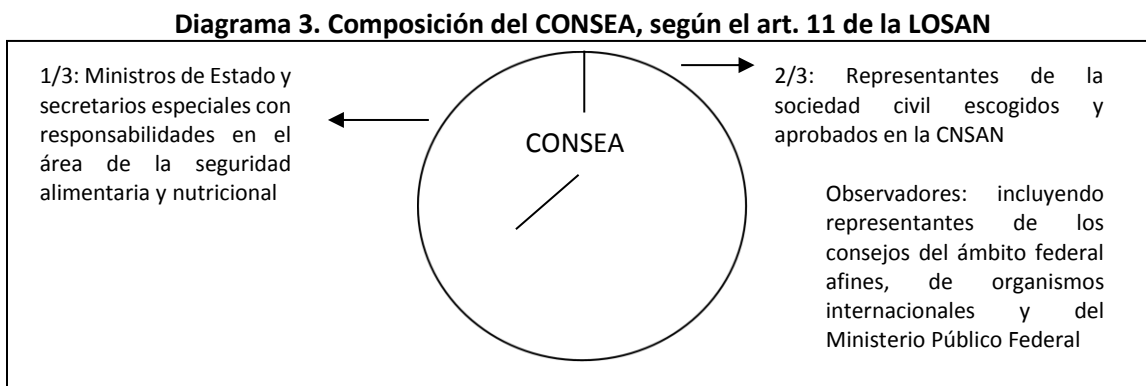 Diagrama 3. Composición del CONSEA, según el art. 11 de la LOSAN
1/3: Ministros de Estado y
secretarios especiales con
responsabilidades en el
área de la seguridad
alimentaria y nutricional
CONSEA
2/3: Representantes de la
sociedad civil escogidos y
aprobados en la CNSAN
Observadores: incluyendo
representantes de los
consejos del ámbito federal
afines, de organismos
internacionales y del
Ministerio Público Federal